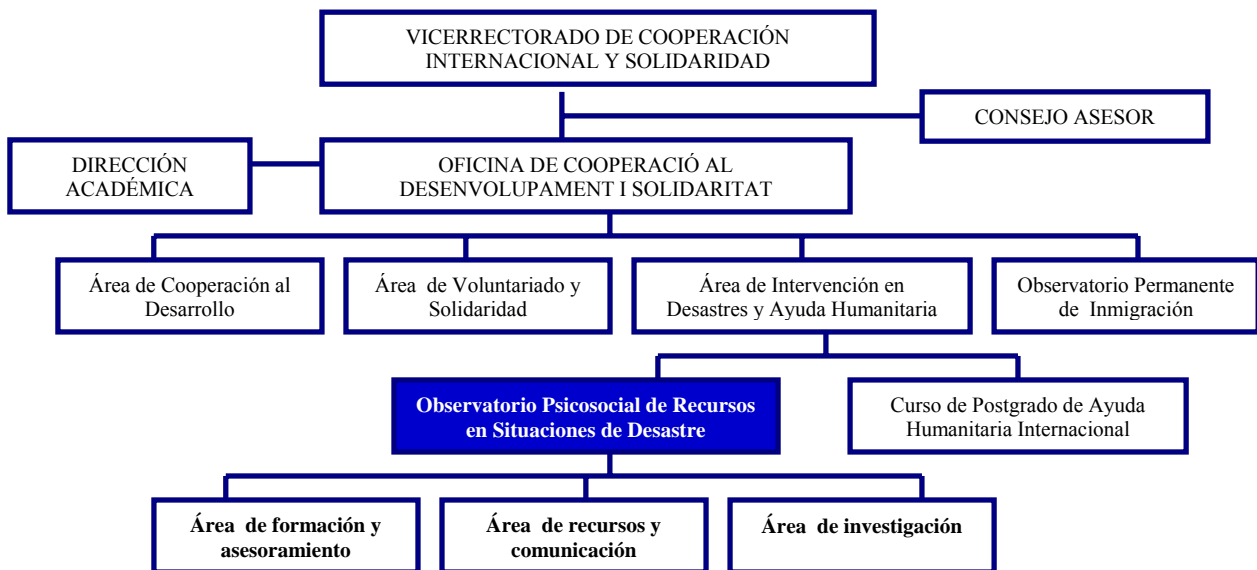 VICERRECTORADO DE COOPERACIÓN
INTERNACIONAL Y SOLIDARIDAD
CONSEJO ASESOR
DIRECCIÓN
ACADÉMICA
OFICINA DE COOPERACIÓ AL
DESENVOLUPAMENT I SOLIDARITAT
Área de Cooperación al
Desarrollo
Área de Voluntariado y
Solidaridad
Área de Intervención en
Desastres y Ayuda Humanitaria
Observatorio Permanente
de Inmigración
Observatorio Psicosocial de Recursos
en Situaciones de Desastre
Curso de Postgrado de Ayuda
Humanitaria Internacional
Área de formación y
asesoramiento
Área de recursos y
comunicación
Área de investigación